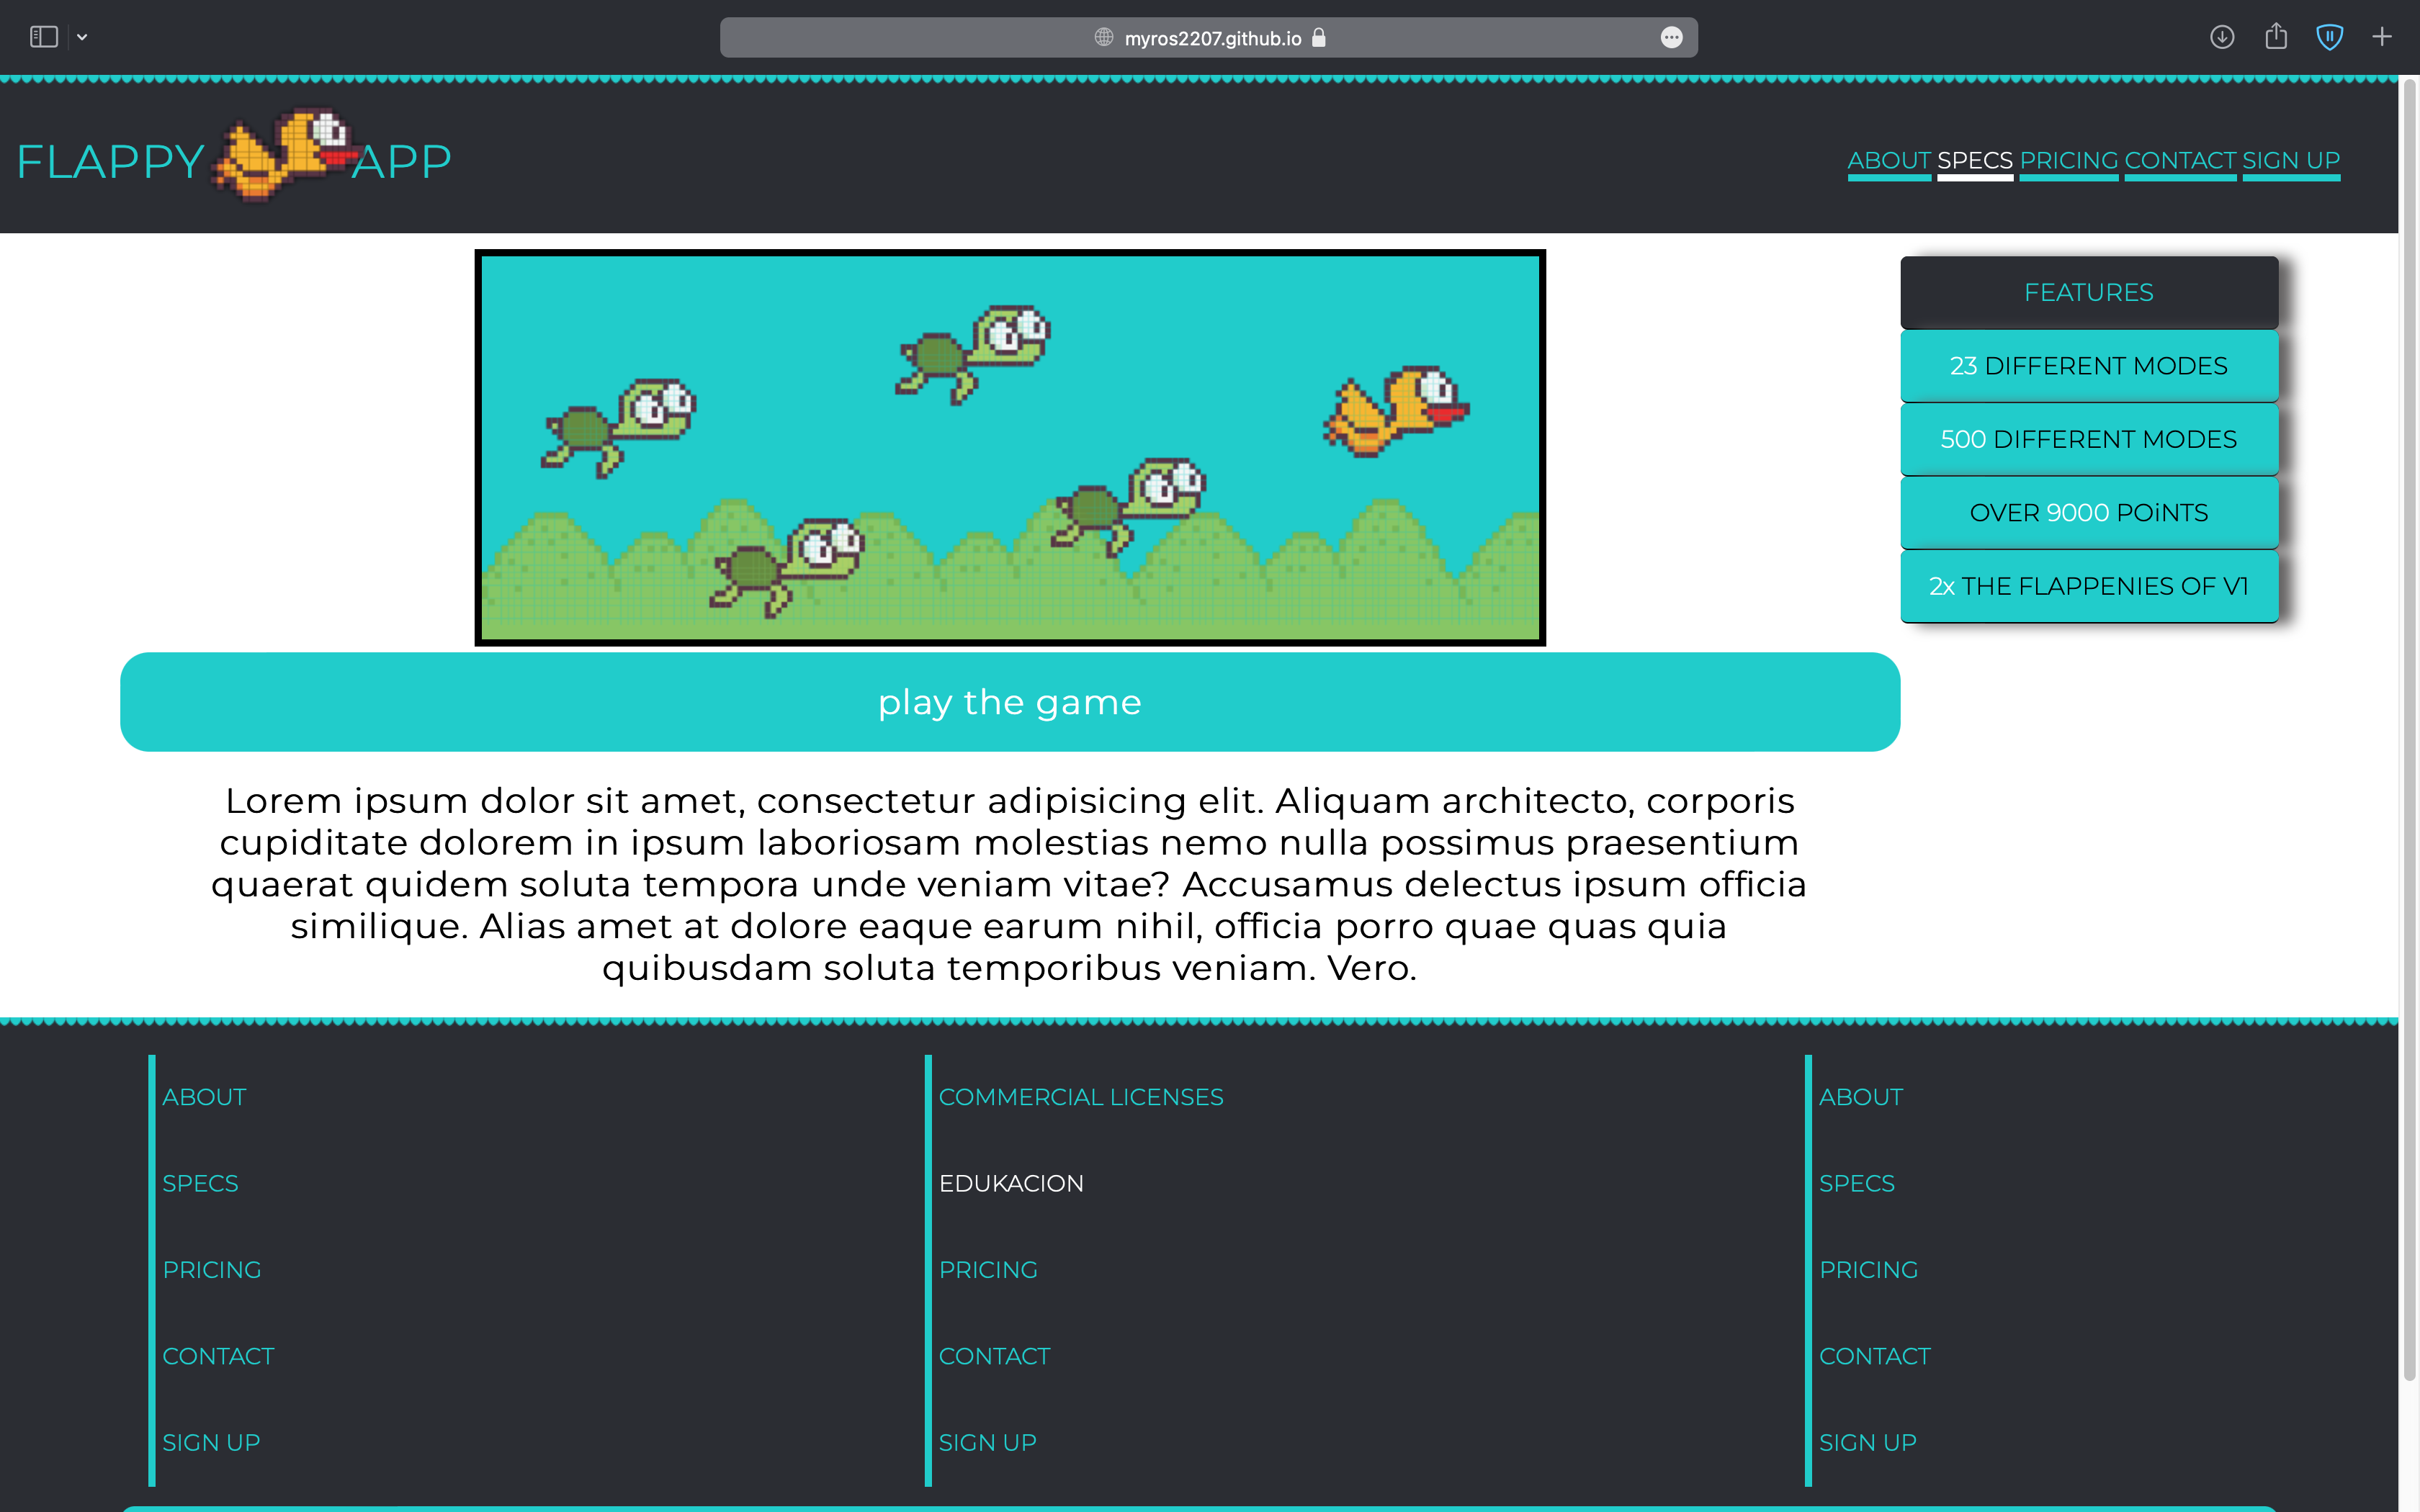 myros2207.github.io
FLAPPY APP
ABOUT SPECS PRICING CONTACT SIGN UP
FEATURES
23 DIFFERENT MODES
500 DIFFERENT MODES
OVER 9000 POiNTS
2x THE FLAPPENIES OF V1
play the game
Lorem ipsum dolor sit amet, consectetur adipisicing elit. Aliquam architecto, corporis
cupiditate dolorem in ipsum laboriosam molestias nemo nulla possimus praesentium
quaerat quidem soluta tempora unde veniam vitae? Accusamus delectus ipsum officia
similique. Alias amet at dolore eaque earum nihil, officia porro quae quas quia
quibusdam soluta temporibus veniam. Vero.
ABOUT
SPECS
PRICING
CONTACT
SIGN UP
COMMERCIAL LICENSES
EDUKACION
PRICING
CONTACT
SIGN UP
ABOUT
SPECS
PRICING
CONTACT
SIGN UP